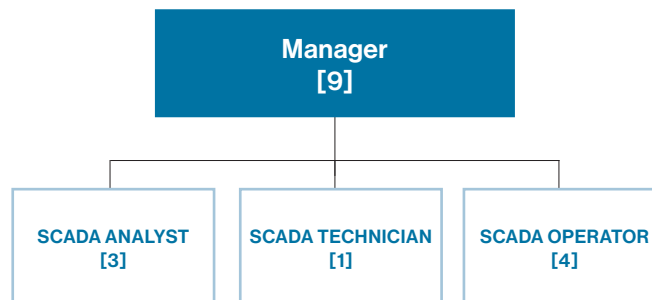 Manager
[9]
SCADA ANALYST
[3]
SCADA TECHNICIAN
[1]
SCADA OPERATOR
[4]